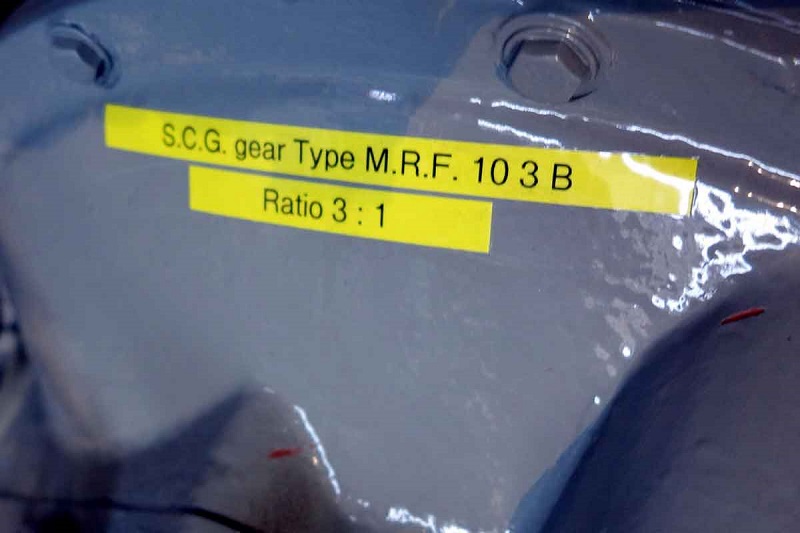 S.C.G. gear Type M.R.F. 10 3 B
Ratio 3 : 1